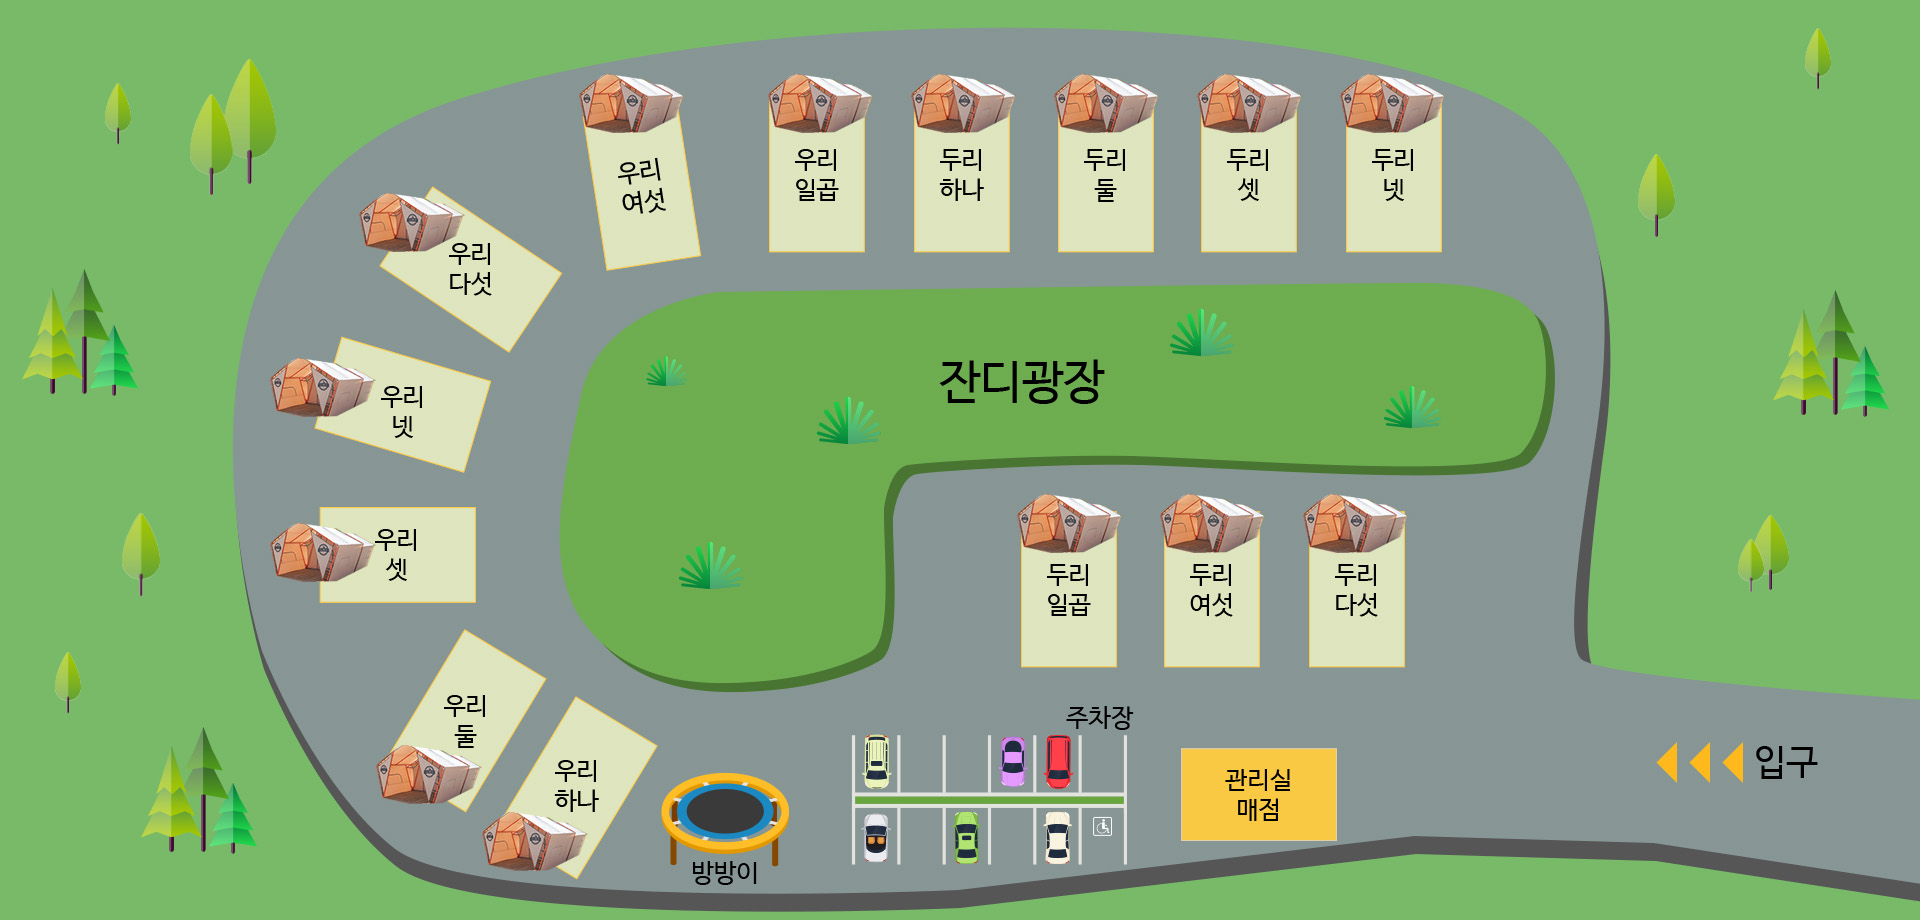 우리
여섯
우리
일곱
두리
하나
두리
둘
두리
셋
두리
넷
우리
다섯
우리
넷
우리
셋
우리
둘
우리
하나
잔디광장
두리
일곱
두리
여섯
두리
다섯
주차장
방방이
관리실
매점
입구